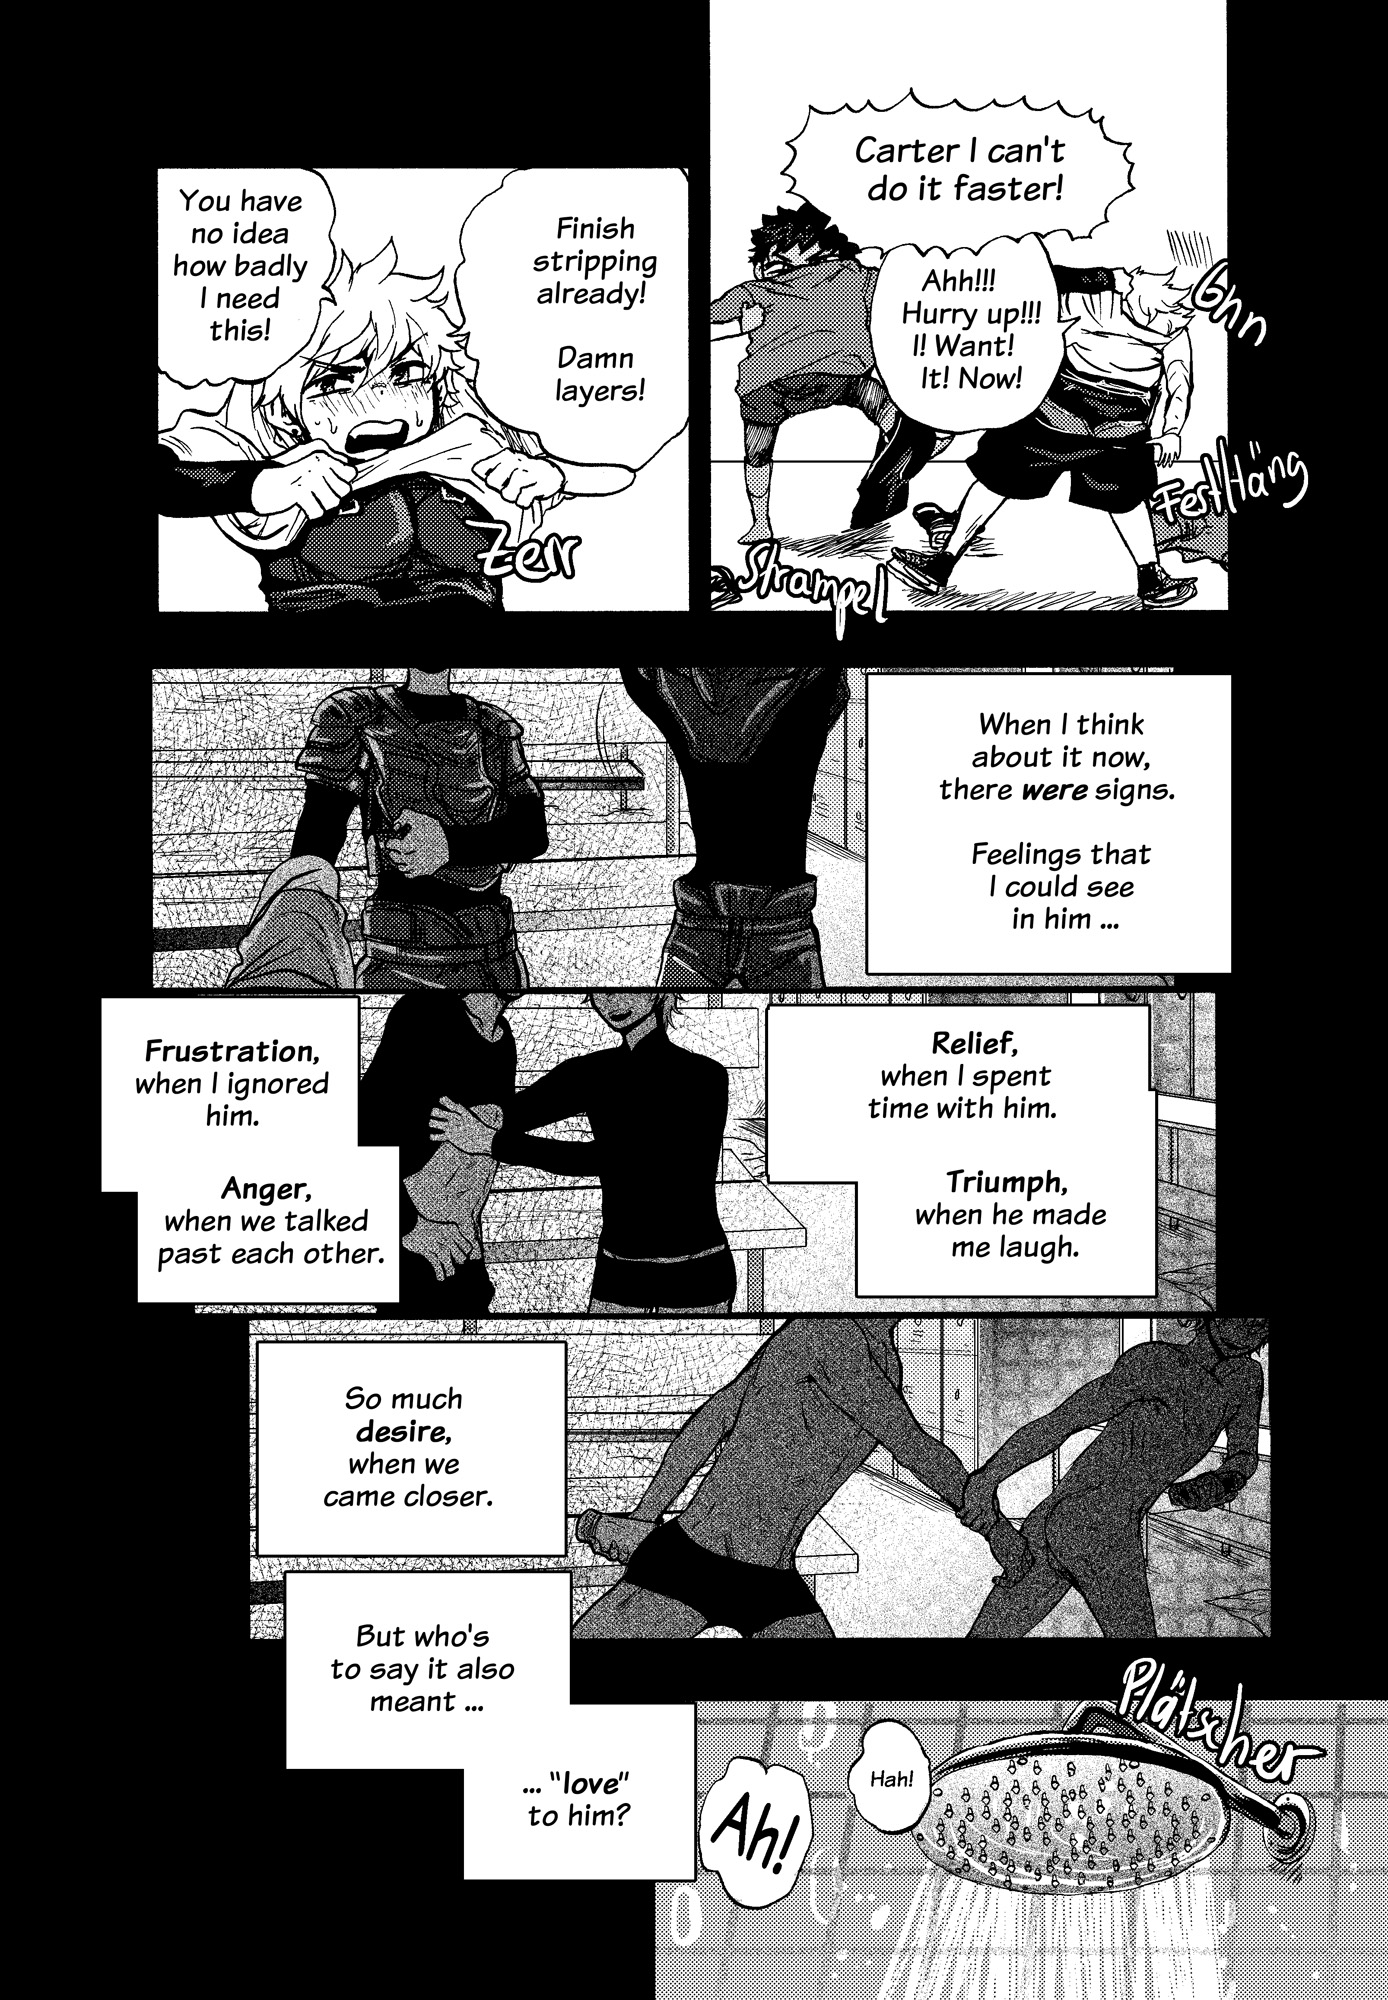 You have
no idea
how badly
I need
this!
Finish
stripping
already!
Damn
layers!
Zerr
Carter I can't
do it faster!
Ahh!!!
Hurry up!!!
I! Want!
It! Now!
Gnn
Festhäng
Strampel
When I think
about it now,
there were signs.
Feelings that
I could see
in him ...
Frustration,
when I ignored
him.
Anger,
when we talked
past each other.
Relief,
when I spent
time with him.
Triumph,
when he made
me laugh.
So much
desire,
when we
came closer.
But who's
to say it also
meant ...
... "love"
to him?
Plätscher
Hah!
Ah!